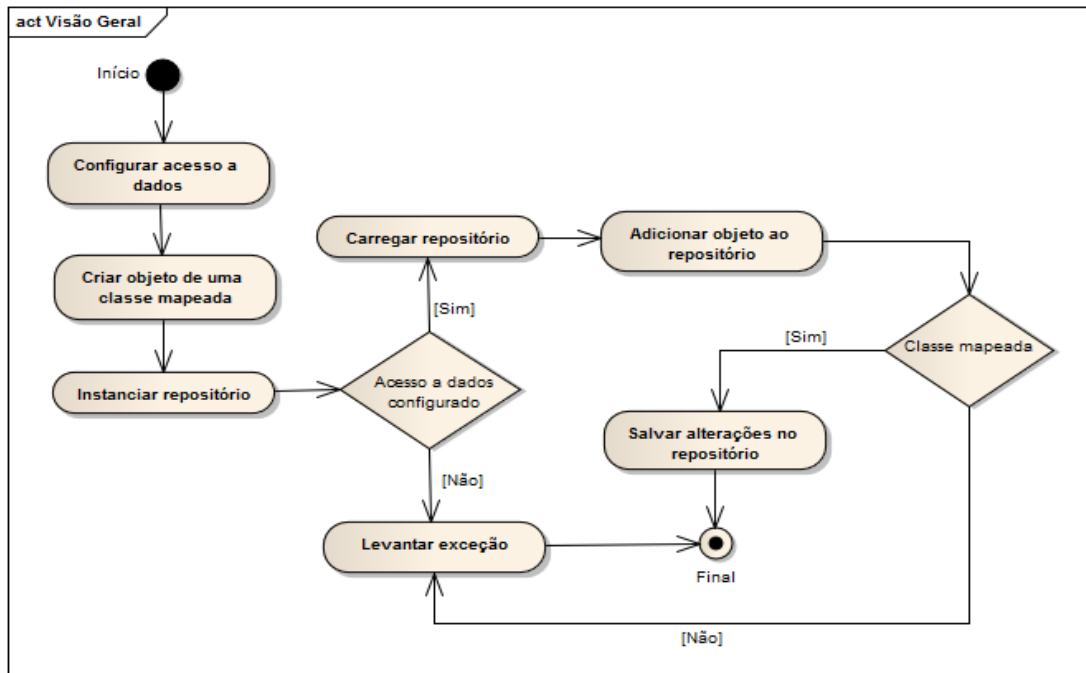 act Visão Geral
Início
Configurar acesso a
dados
Criar objeto de uma
classe mapeada
Instanciar repositório
Acesso a dados
configurado
[Sim]
Carregar repositório
Adicionar objeto ao
repositório
Classe mapeada
[Sim]
Salvar alterações no
repositório
[Não]
Levantar exceção
Final
[Não]